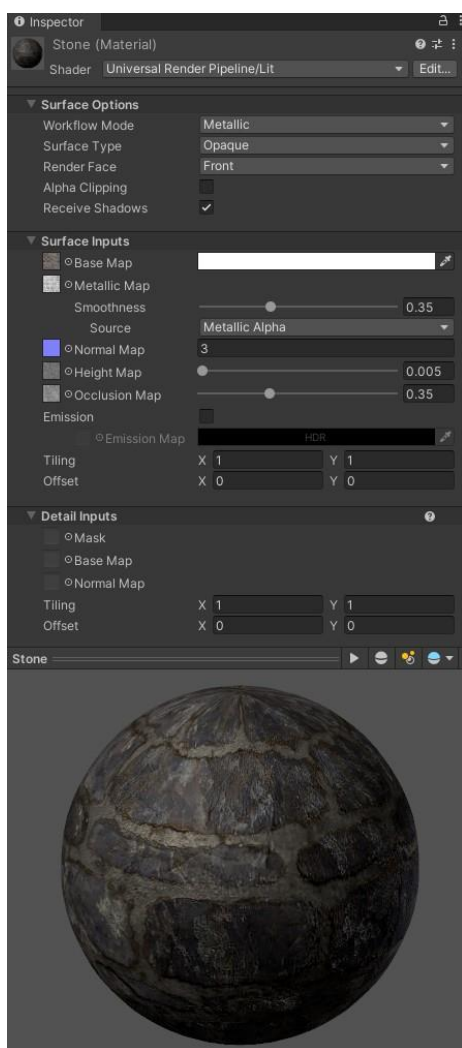 Inspector
Stone (Material)
Shader Universal Render Pipeline/Lit Edit...
Surface Options
Workflow Mode Metallic
Surface Type Opaque
Render Face Front
Alpha Clipping
Receive Shadows
Surface Inputs
Base Map
Metallic Map
Smoothness 0.35
Source Metallic Alpha
Normal Map 3
Height Map 0.005
Occlusion Map 0.35
Emission
Emission Map HDR
Tiling X 1 Y 1
Offset X 0 Y 0
Detail Inputs
Mask
Base Map
Normal Map
Tiling X 1 Y 1
Offset X 0 Y 0
Stone